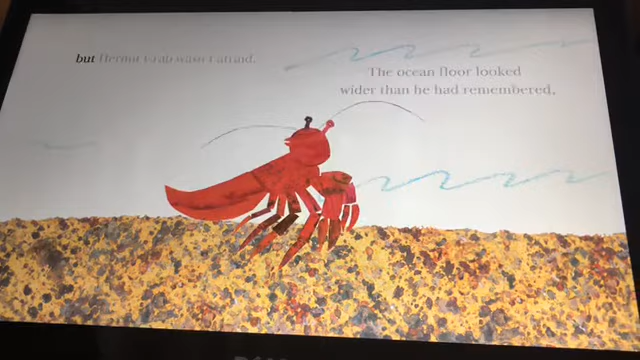 The ocean floor looked
wider than he had remembered,
but Hermit Crab wasn't afraid.